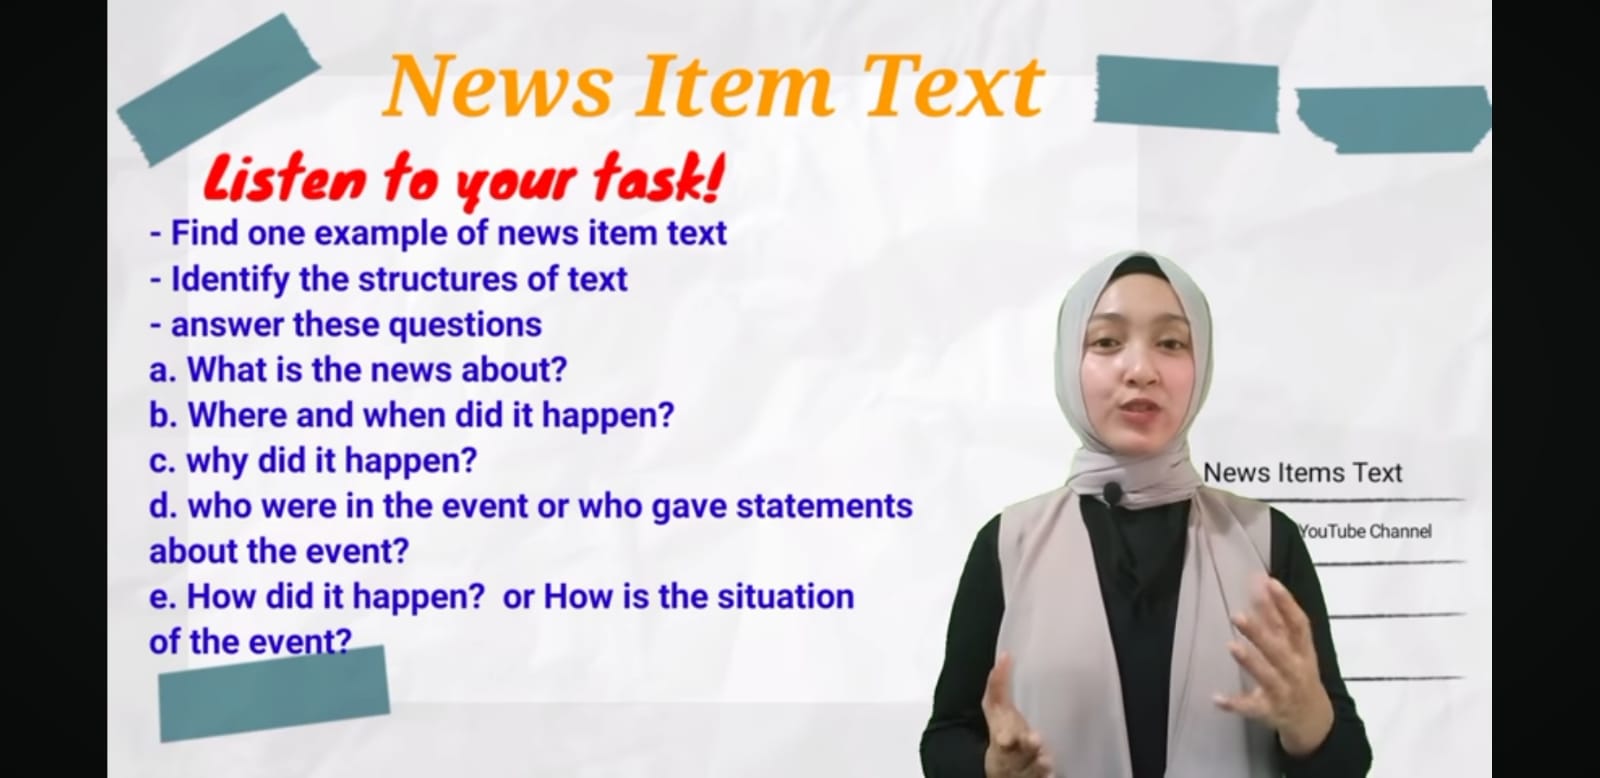 News Item Text
Listen to your task!
- Find one example of news item text
- Identify the structures of text
- answer these questions
a. What is the news about?
b. Where and when did it happen?
c. why did it happen?
d. who were in the event or who gave statements
about the event?
e. How did it happen?  or How is the situation
of the event?
News Items Text
YouTube Channel